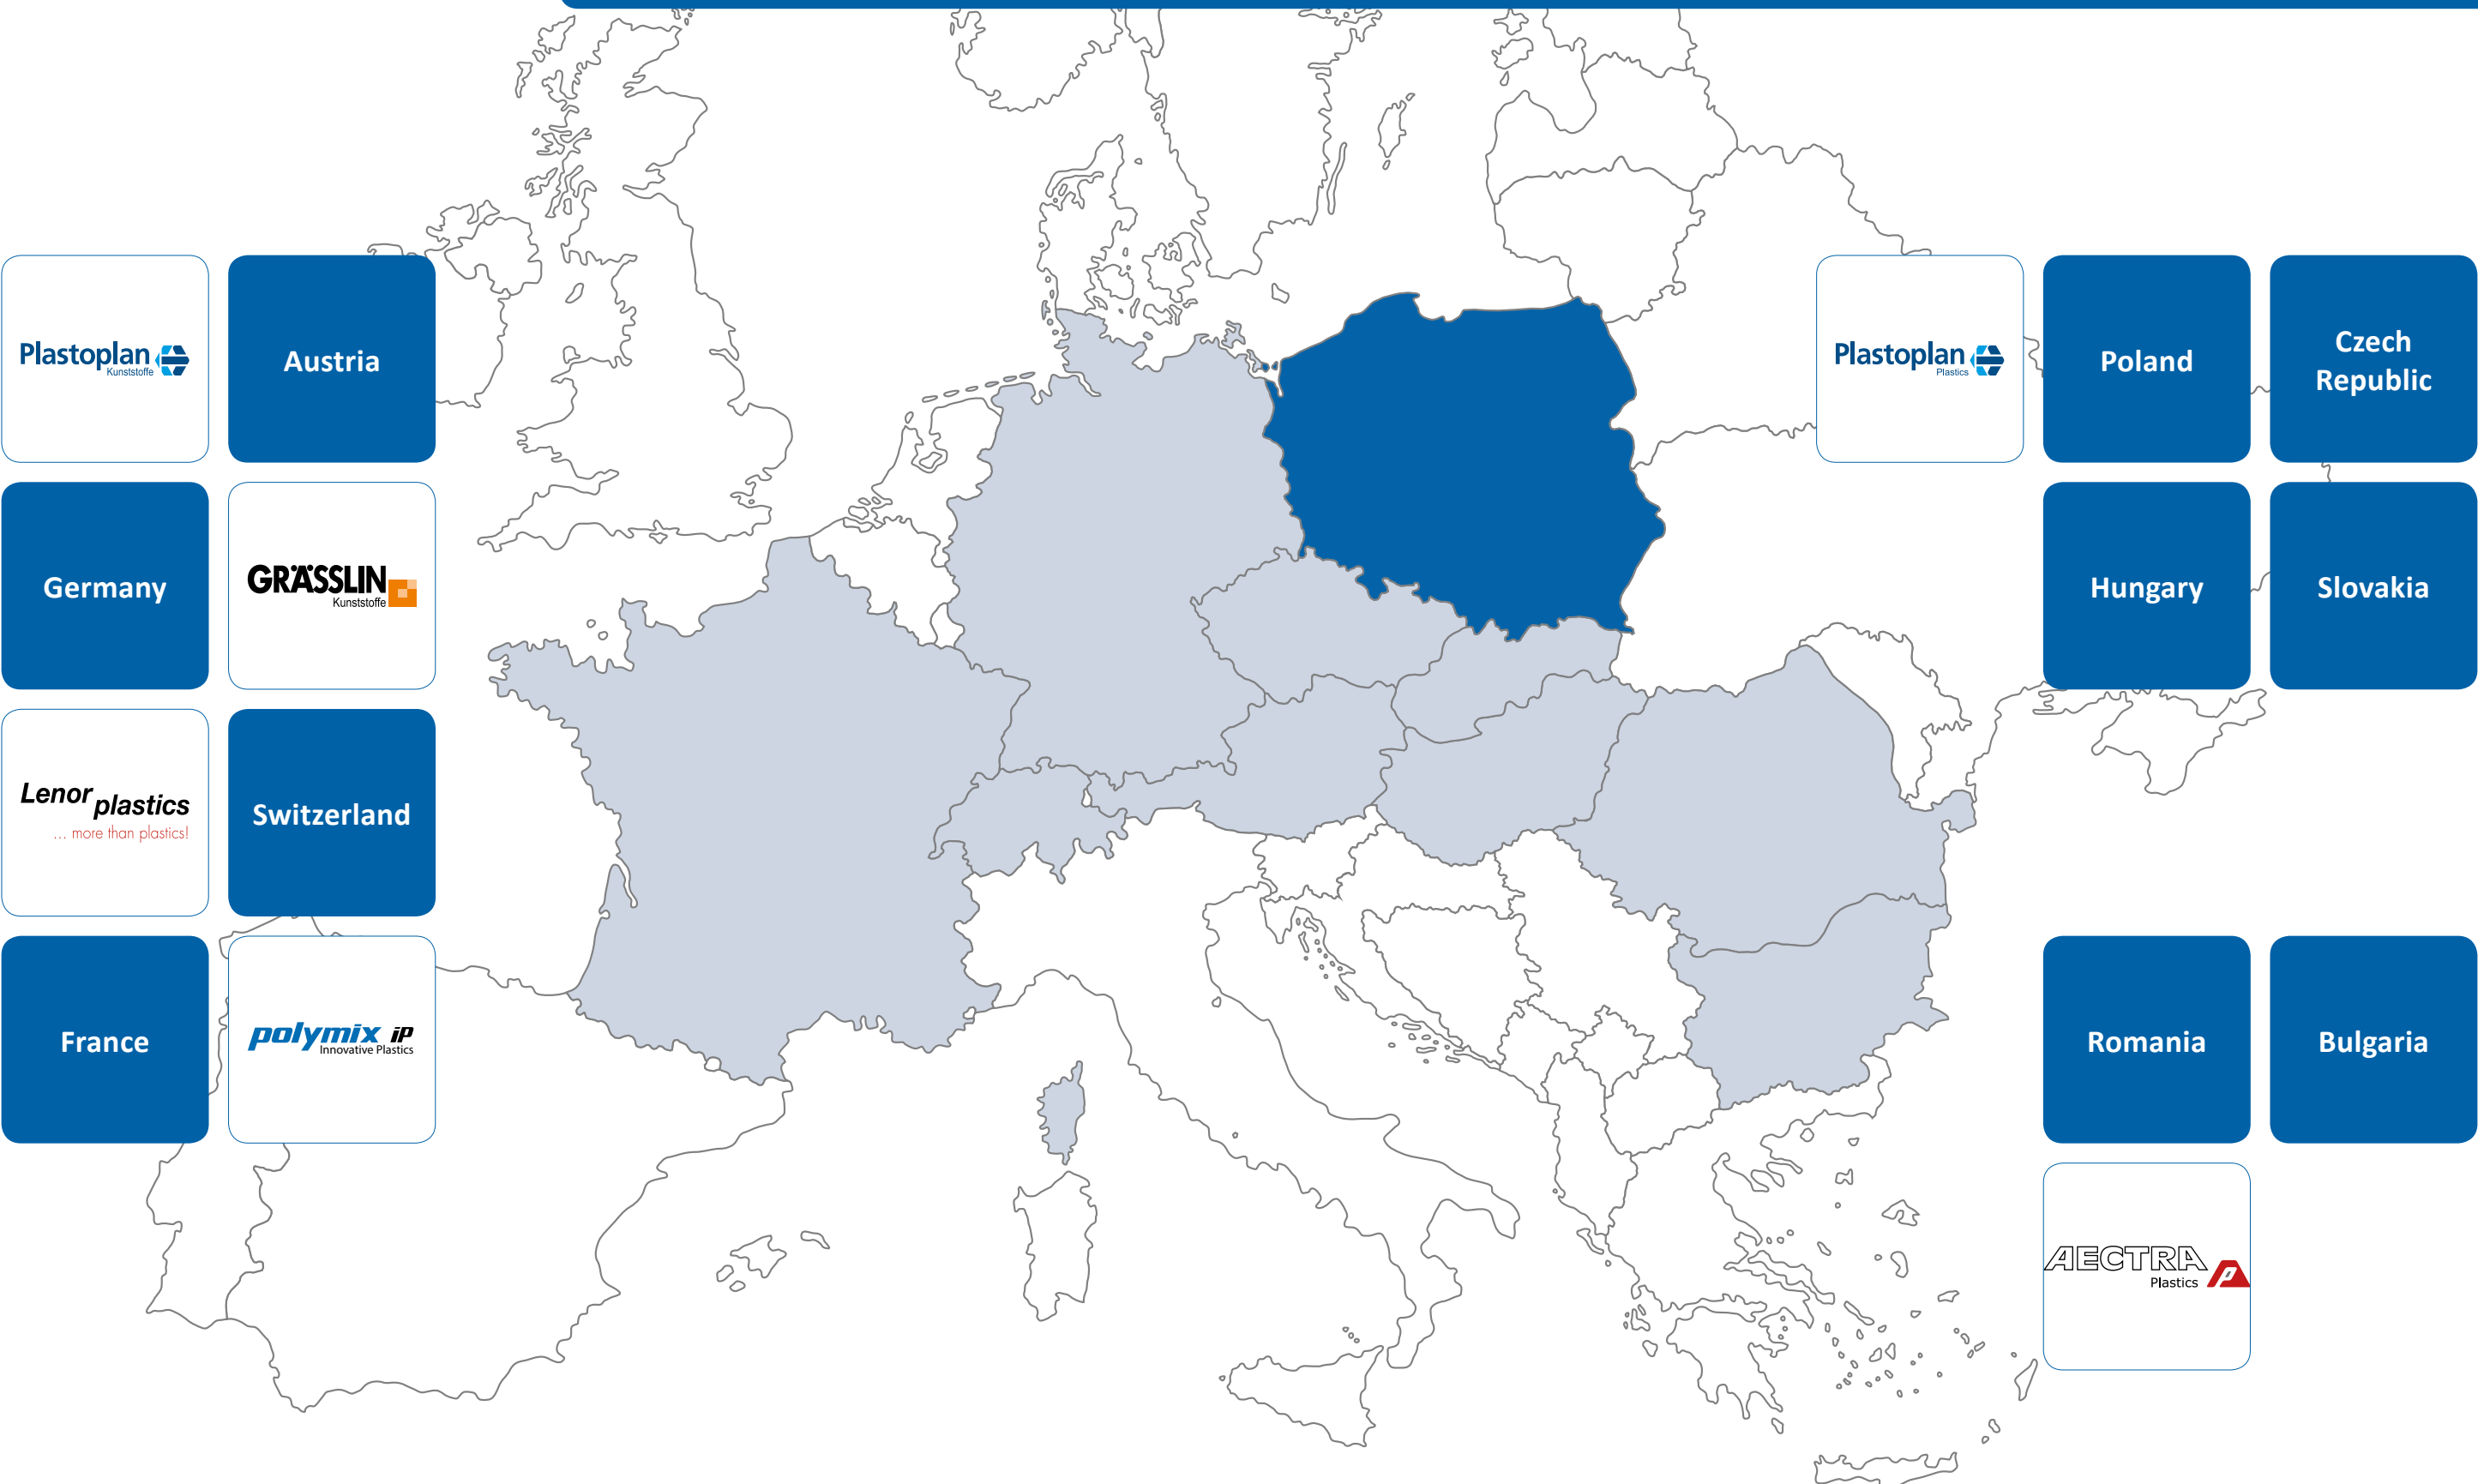 Plastoplan
Kunststoffe
Austria
Plastoplan
Plastics
Poland
Czech
Republic
Germany
GRÄSSLIN
Kunststoffe
Hungary
Slovakia
Lenor plastics
... more than plastics!
Switzerland
France
polymix iP
Innovative Plastics
Romania
Bulgaria
AECTRA
Plastics